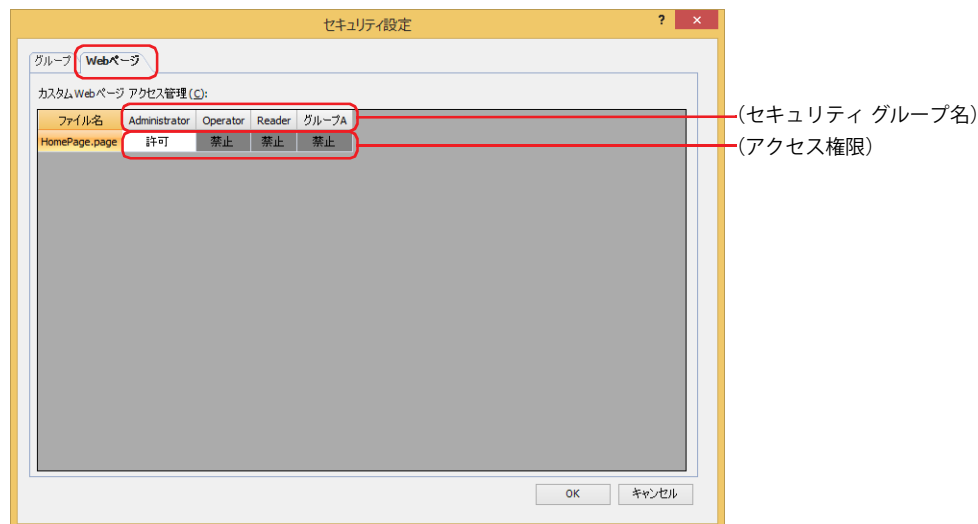 セキュリティ設定
? ×
グループ Webページ
カスタムWebページ アクセス管理(C):
ファイル名 Administrator Operator Reader グループA
(セキュリティ グループ名)
HomePage.page 許可 禁止 禁止 禁止
(アクセス権限)
OK キャンセル